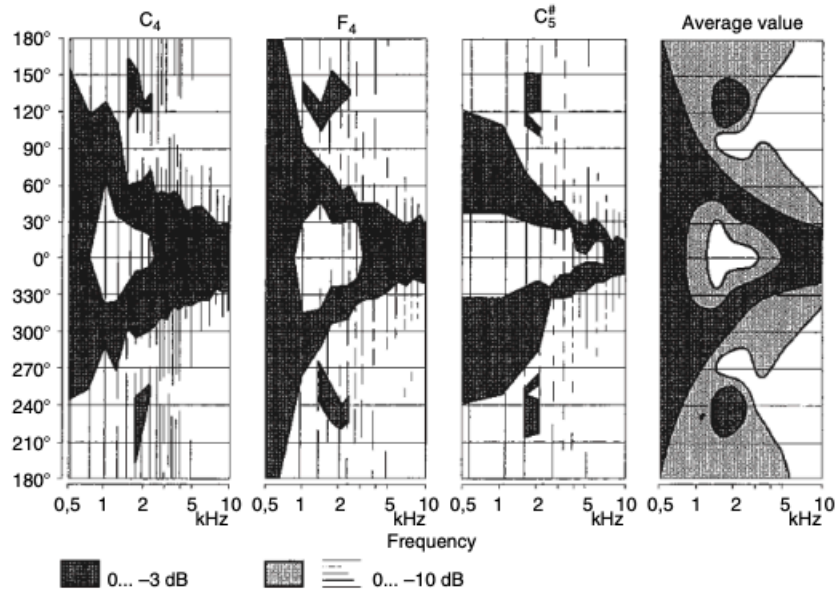 C₄ F₄ C₅# Average value
180°
150°
120°
90°
60°
30°
0°
330°
300°
270°
240°
210°
180°
0,5 1 2 5 10 0,5 1 2 5 10 0,5 1 2 5 10 0,5 1 2 5 10
kHz kHz kHz kHz
Frequency
0... –3 dB 0... –10 dB